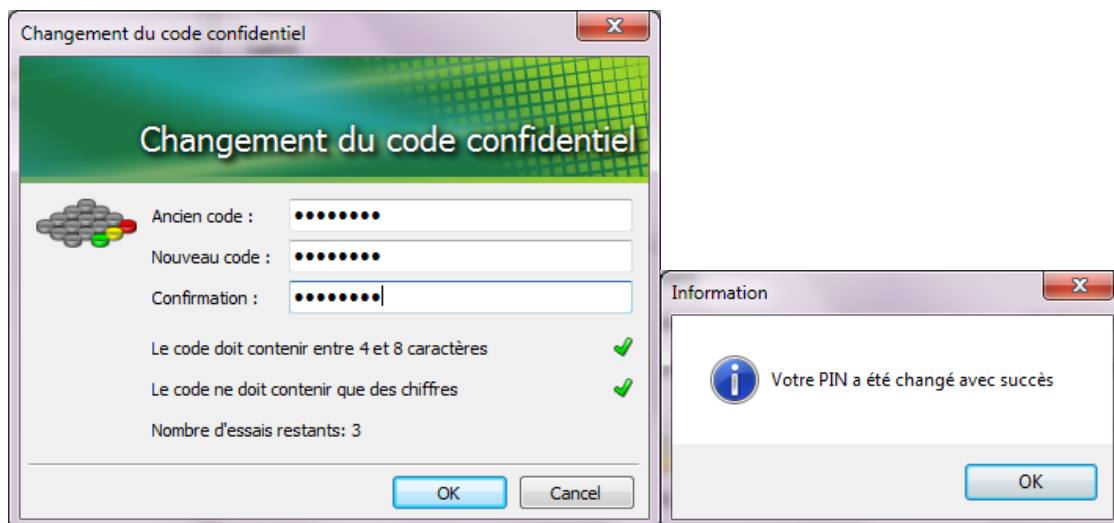 Changement du code confidentiel
Changement du code confidentiel
Ancien code : ••••••••
Nouveau code : ••••••••
Confirmation : ••••••••
Le code doit contenir entre 4 et 8 caractères
Le code ne doit contenir que des chiffres
Nombre d'essais restants: 3
OK Cancel
Information
Votre PIN a été changé avec succès
OK